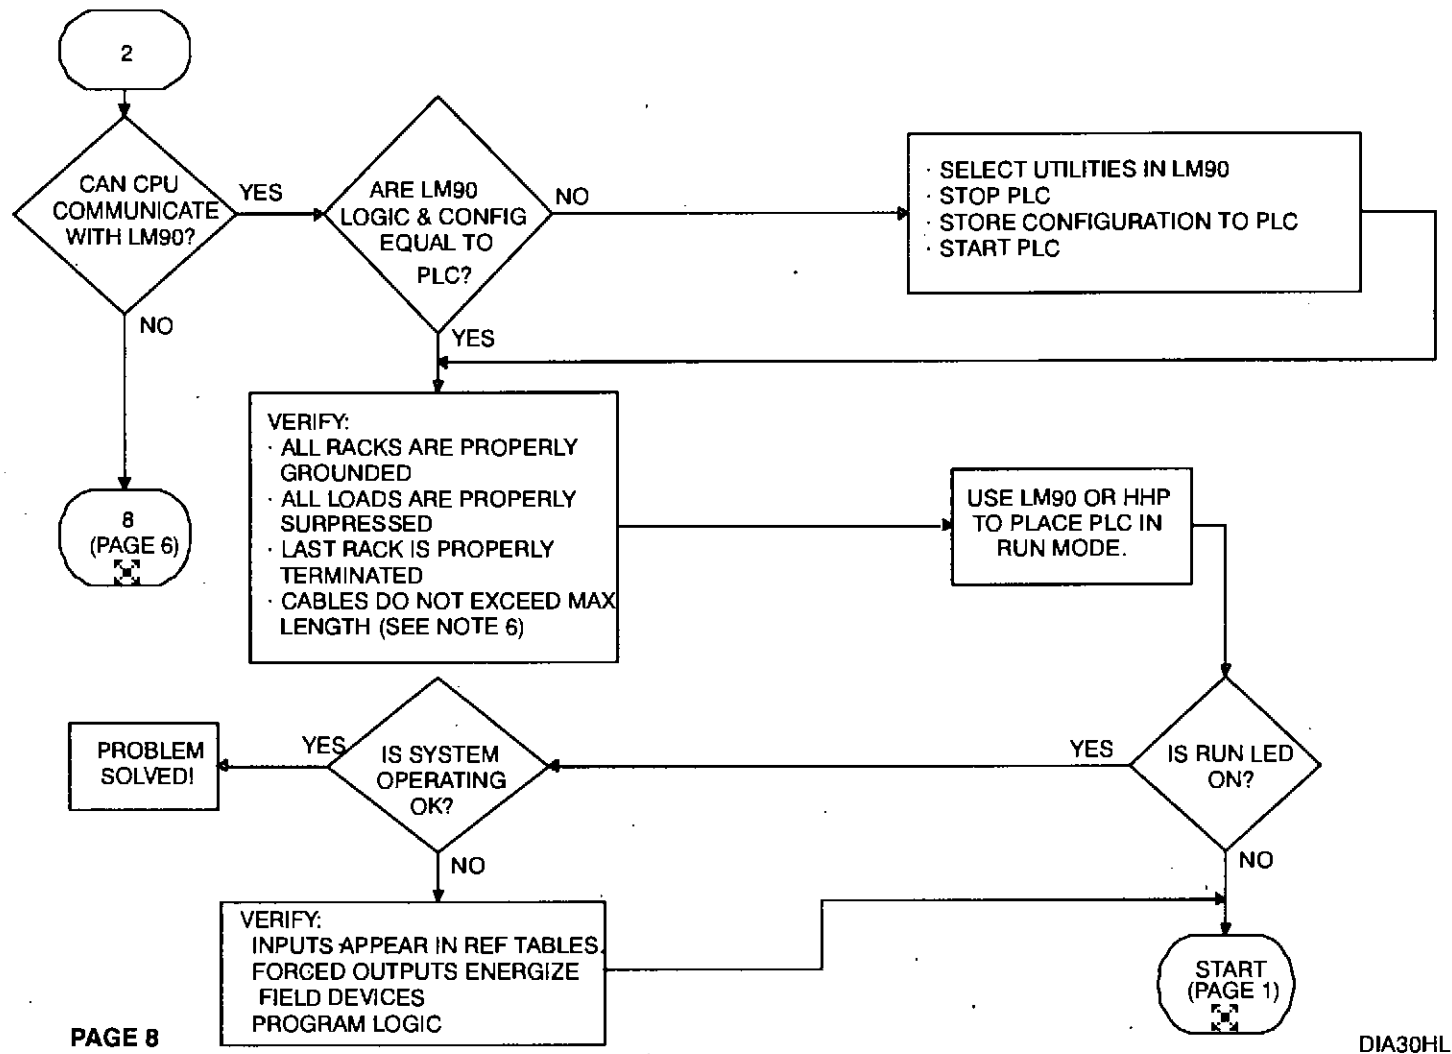 2
CAN CPU
COMMUNICATE
WITH LM90?
YES
NO
8
(PAGE 6)
ARE LM90
LOGIC & CONFIG
EQUAL TO
PLC?
NO
YES
· SELECT UTILITIES IN LM90
· STOP PLC
· STORE CONFIGURATION TO PLC
· START PLC
VERIFY:
· ALL RACKS ARE PROPERLY
GROUNDED
· ALL LOADS ARE PROPERLY
SURPRESSED
· LAST RACK IS PROPERLY
TERMINATED
· CABLES DO NOT EXCEED MAX
LENGTH (SEE NOTE 6)
USE LM90 OR HHP
TO PLACE PLC IN
RUN MODE.
IS RUN LED
ON?
YES
NO
IS SYSTEM
OPERATING
OK?
YES
NO
PROBLEM
SOLVED!
VERIFY:
INPUTS APPEAR IN REF TABLES.
FORCED OUTPUTS ENERGIZE
FIELD DEVICES
PROGRAM LOGIC
START
(PAGE 1)
PAGE 8
DIA30HL